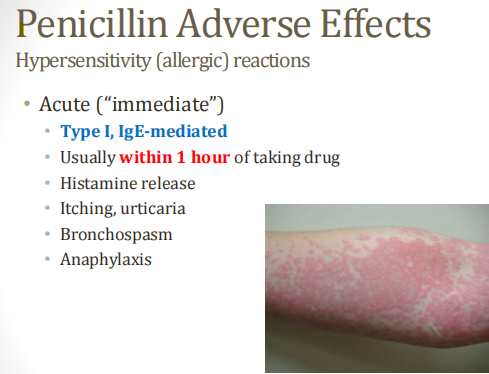 Penicillin Adverse Effects
Hypersensitivity (allergic) reactions
• Acute (“immediate”)
• Type I, IgE-mediated
• Usually within 1 hour of taking drug
• Histamine release
• Itching, urticaria
• Bronchospasm
• Anaphylaxis